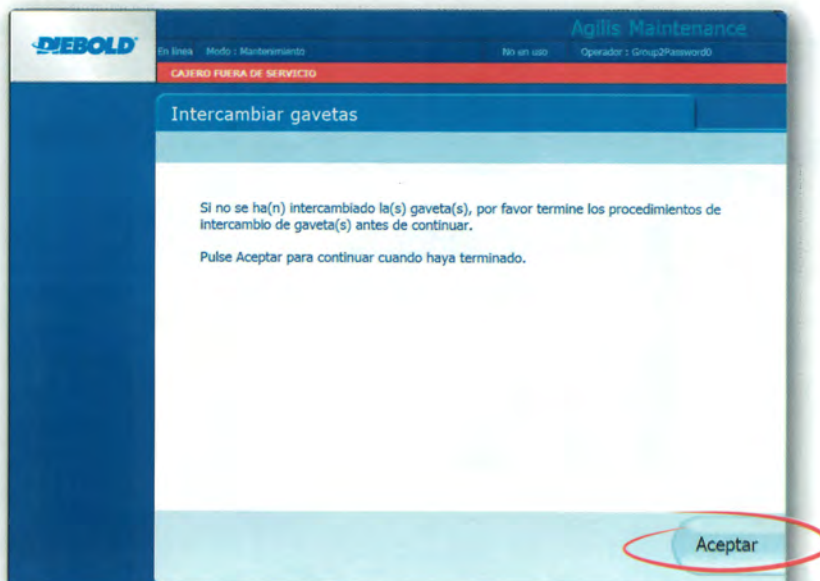 Agilis Maintenance
DIEBOLD
En línea Modo : Mantenimiento No en uso Operador : Group2Password0
CAJERO FUERA DE SERVICIO
Intercambiar gavetas
Si no se ha(n) intercambiado la(s) gaveta(s), por favor termine los procedimientos de
intercambio de gaveta(s) antes de continuar.
Pulse Aceptar para continuar cuando haya terminado.
Aceptar